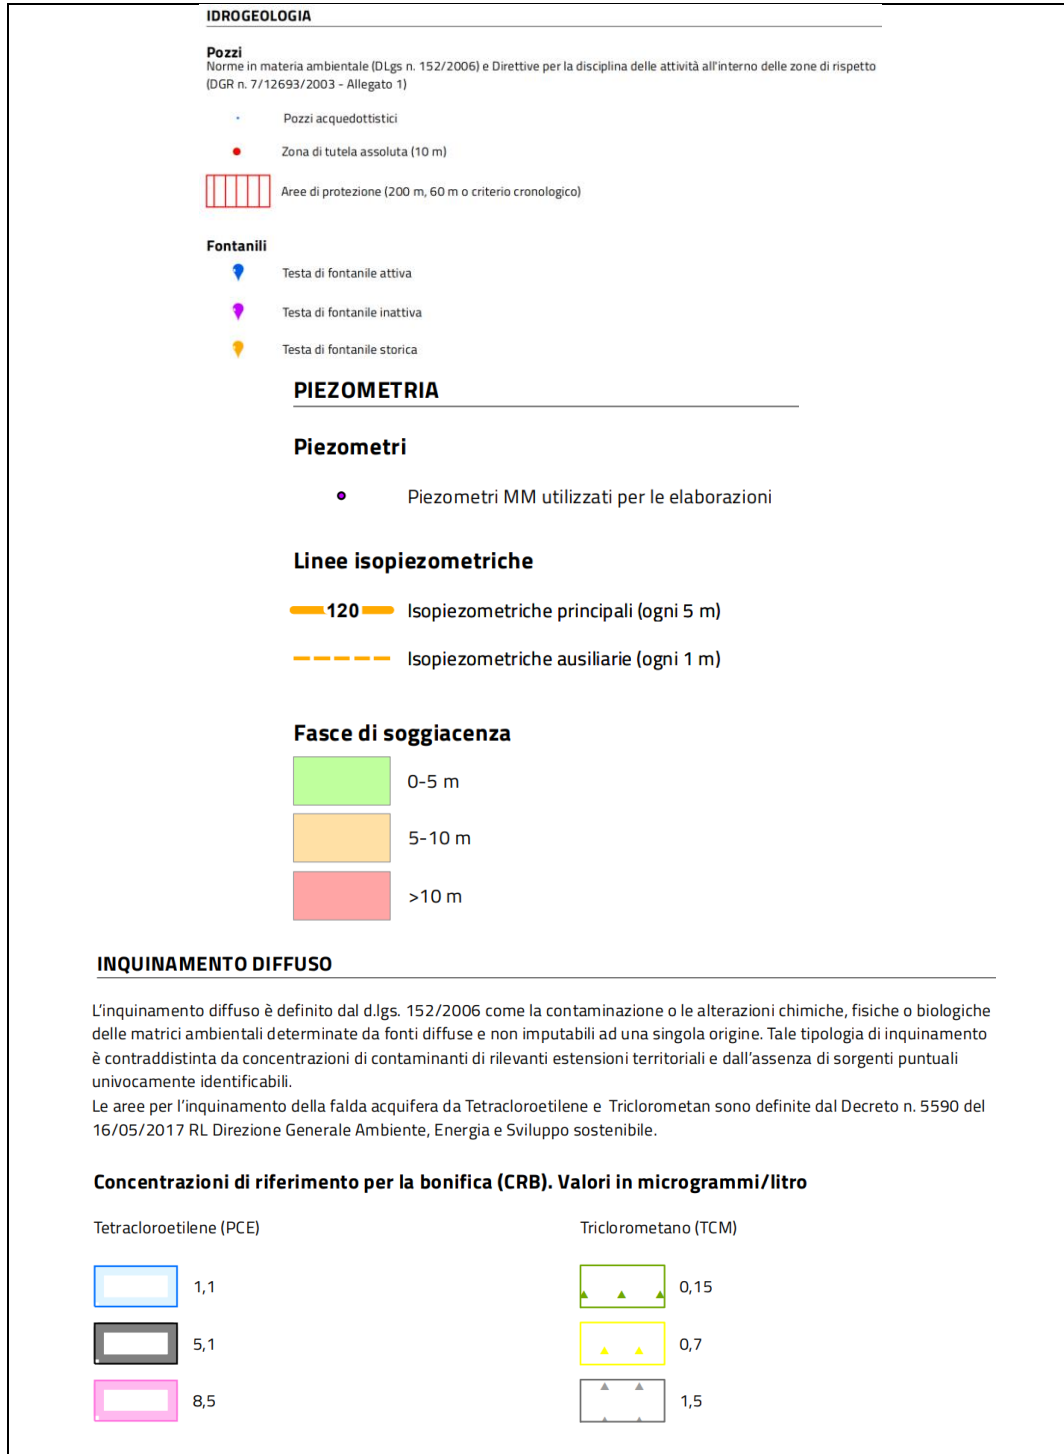 IDROGEOLOGIA
Pozzi
Norme in materia ambientale (DLgs n. 152/2006) e Direttive per la disciplina delle attività all'interno delle zone di rispetto
(DGR n. 7/12693/2003 - Allegato 1)
Pozzi acquedottistici
Zona di tutela assoluta (10 m)
Aree di protezione (200 m, 60 m o criterio cronologico)
Fontanili
Testa di fontanile attiva
Testa di fontanile inattiva
Testa di fontanile storica
PIEZOMETRIA
Piezometri
Piezometri MM utilizzati per le elaborazioni
Linee isopiezometriche
120 Isopiezometriche principali (ogni 5 m)
Isopiezometriche ausiliarie (ogni 1 m)
Fasce di soggiacenza
0-5 m
5-10 m
>10 m
INQUINAMENTO DIFFUSO
L'inquinamento diffuso è definito dal d.lgs. 152/2006 come la contaminazione o le alterazioni chimiche, fisiche o biologiche
delle matrici ambientali determinate da fonti diffuse e non imputabili ad una singola origine. Tale tipologia di inquinamento
è contraddistinta da concentrazioni di contaminanti di rilevanti estensioni territoriali e dall'assenza di sorgenti puntuali
univocamente identificabili.
Le aree per l'inquinamento della falda acquifera da Tetracloroetilene e Triclorometan sono definite dal Decreto n. 5590 del
16/05/2017 RL Direzione Generale Ambiente, Energia e Sviluppo sostenibile.
Concentrazioni di riferimento per la bonifica (CRB). Valori in microgrammi/litro
Tetracloroetilene (PCE)
1,1
5,1
8,5
Triclorometano (TCM)
0,15
0,7
1,5